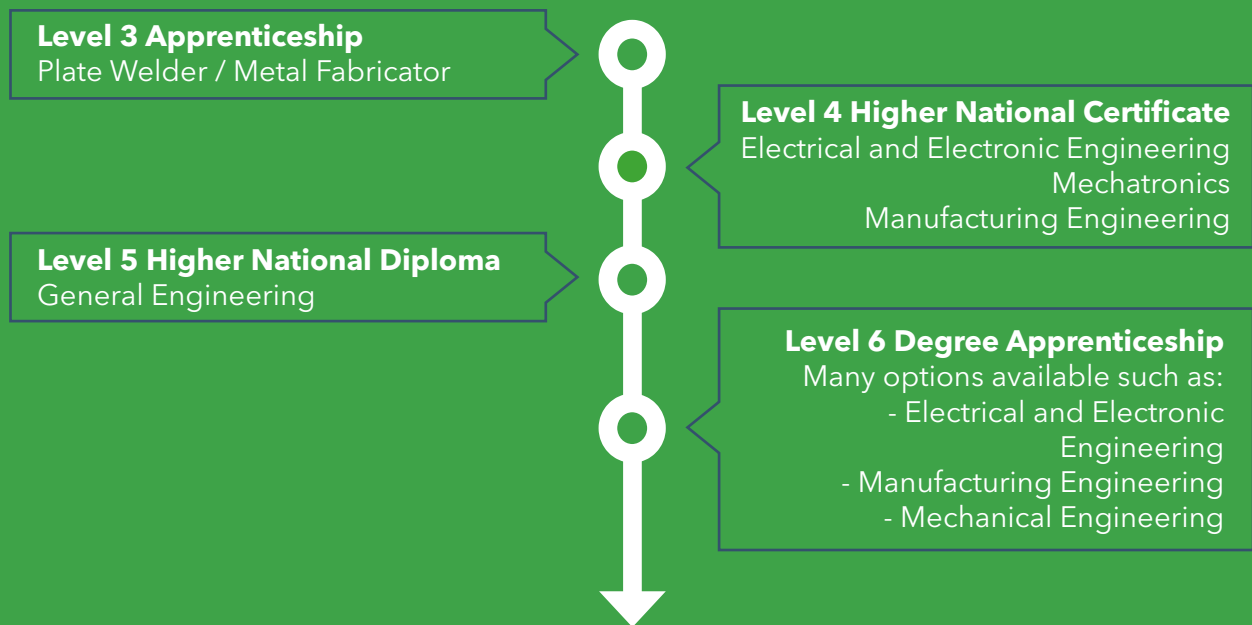 Level 3 Apprenticeship
Plate Welder / Metal Fabricator
Level 4 Higher National Certificate
Electrical and Electronic Engineering
Mechatronics
Manufacturing Engineering
Level 5 Higher National Diploma
General Engineering
Level 6 Degree Apprenticeship
Many options available such as:
- Electrical and Electronic
Engineering
- Manufacturing Engineering
- Mechanical Engineering